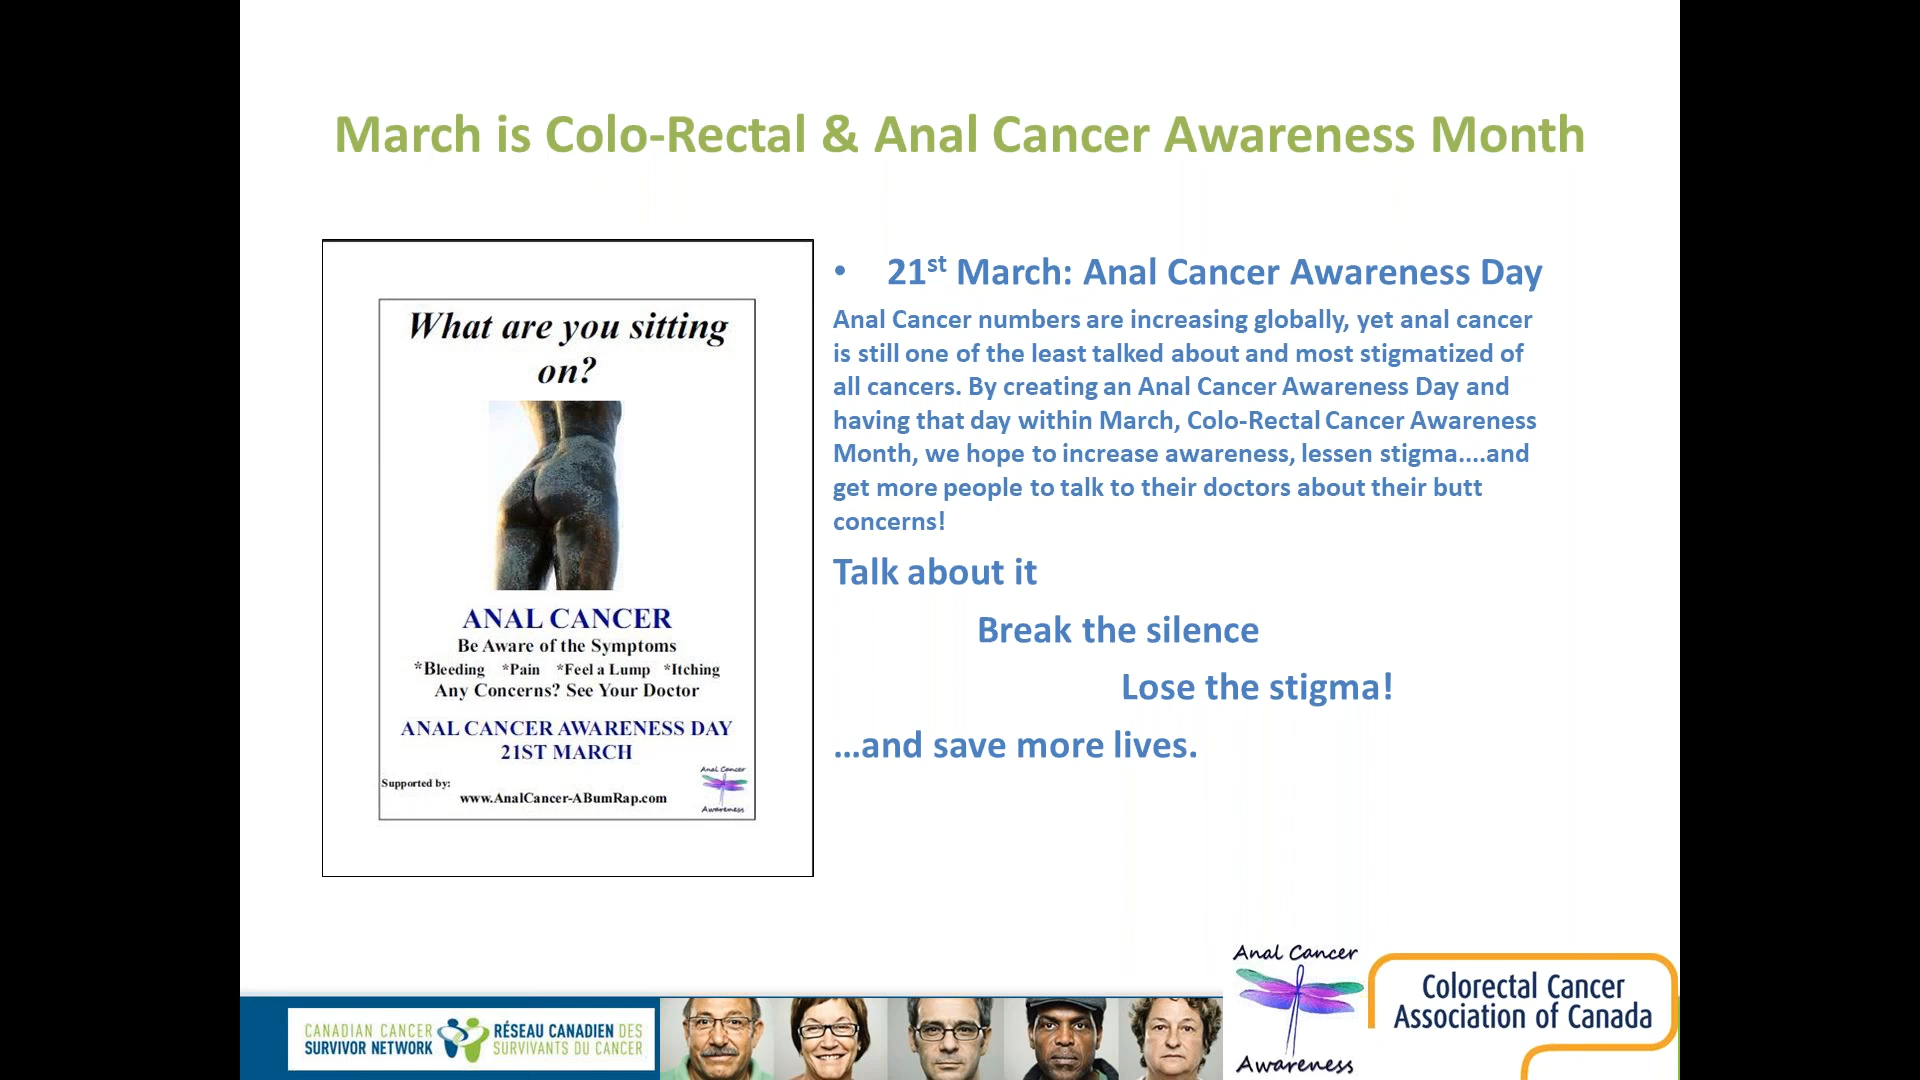 March is Colo-Rectal & Anal Cancer Awareness Month
What are you sitting
on?
ANAL CANCER
Be Aware of the Symptoms
*Bleeding *Pain *Feel a Lump *Itching
Any Concerns? See Your Doctor
ANAL CANCER AWARENESS DAY
21ST MARCH
Supported by:
www.AnalCancer-ABumRap.com
Anal Cancer
Awareness
• 21st March: Anal Cancer Awareness Day
Anal Cancer numbers are increasing globally, yet anal cancer
is still one of the least talked about and most stigmatized of
all cancers. By creating an Anal Cancer Awareness Day and
having that day within March, Colo-Rectal Cancer Awareness
Month, we hope to increase awareness, lessen stigma....and
get more people to talk to their doctors about their butt
concerns!
Talk about it
Break the silence
Lose the stigma!
...and save more lives.
CANADIAN CANCER
SURVIVOR NETWORK
RÉSEAU CANADIEN DES
SURVIVANTS DU CANCER
Anal Cancer
Awareness
Colorectal Cancer
Association of Canada